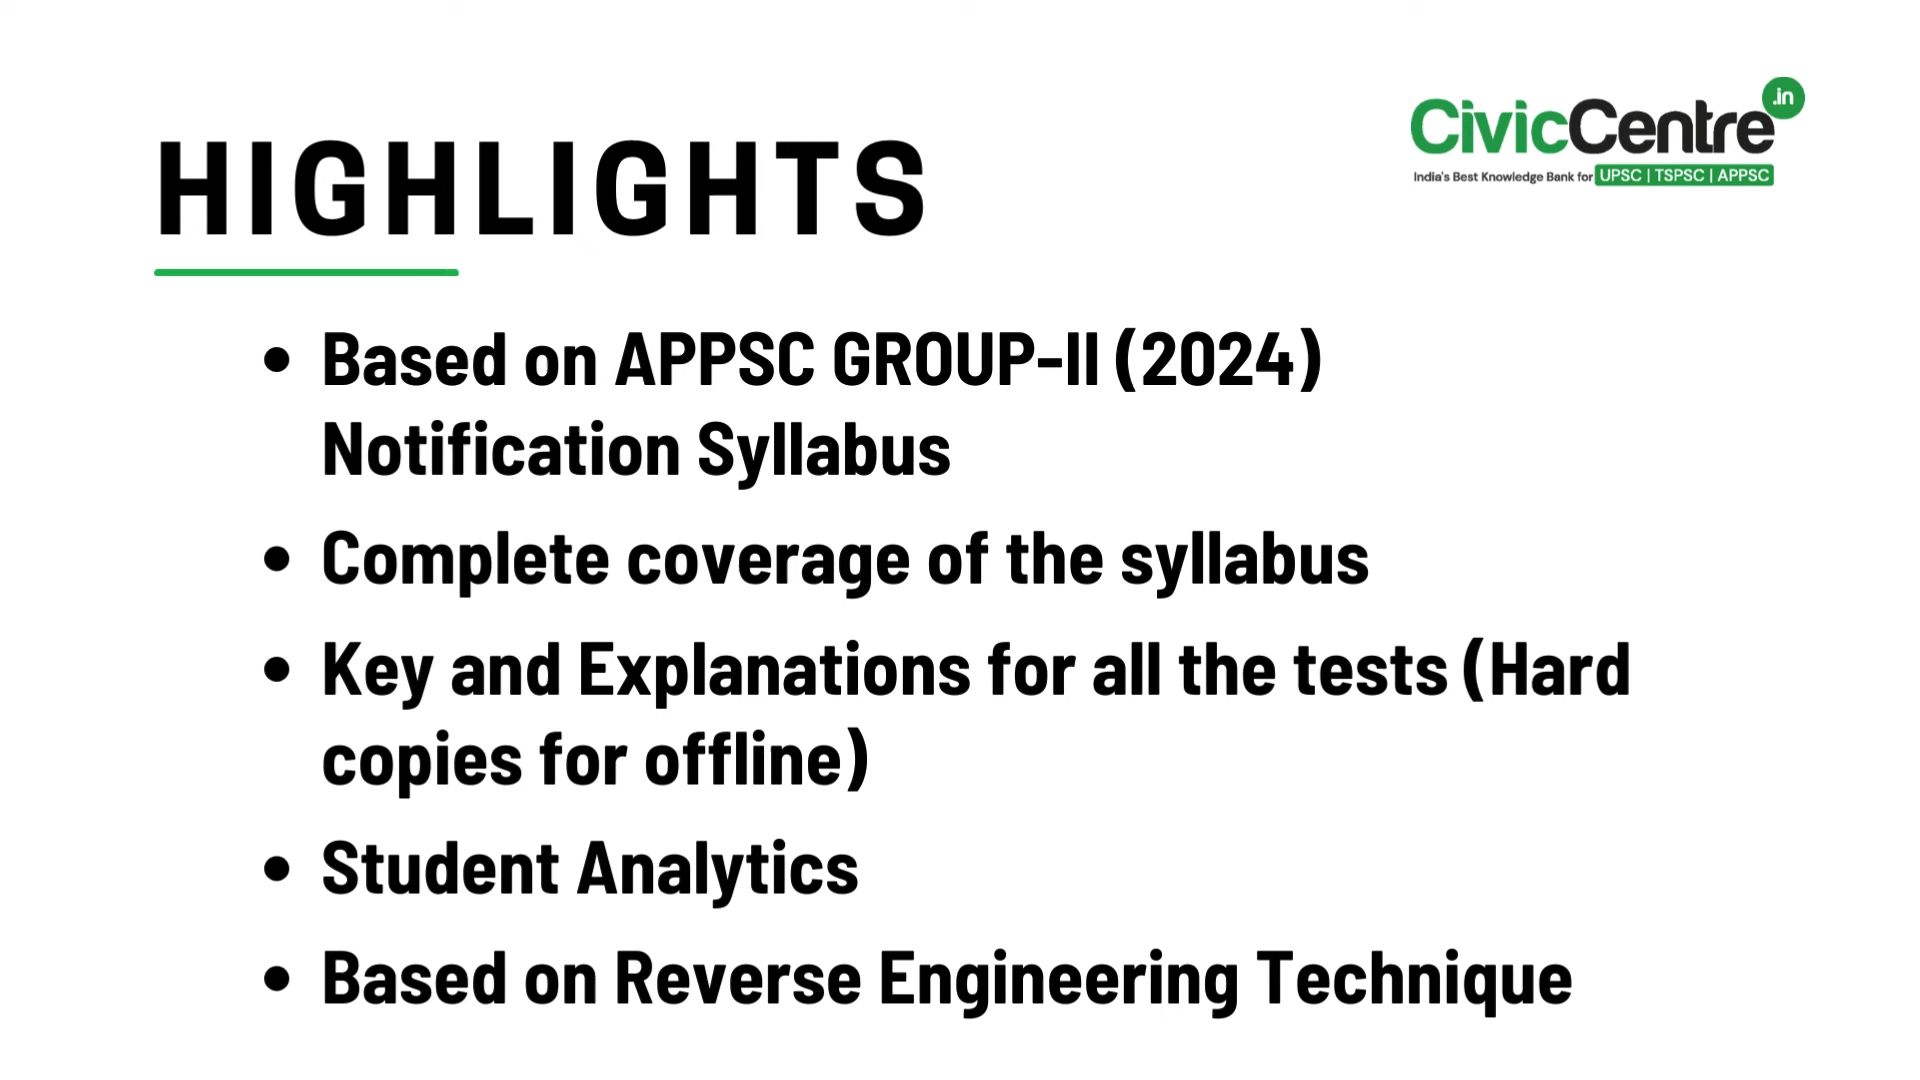 .in
CivicCentre
India's Best Knowledge Bank for UPSC | TSPSC | APPSC
HIGHLIGHTS
• Based on APPSC GROUP-II (2024)
Notification Syllabus
• Complete coverage of the syllabus
• Key and Explanations for all the tests (Hard
copies for offline)
• Student Analytics
• Based on Reverse Engineering Technique